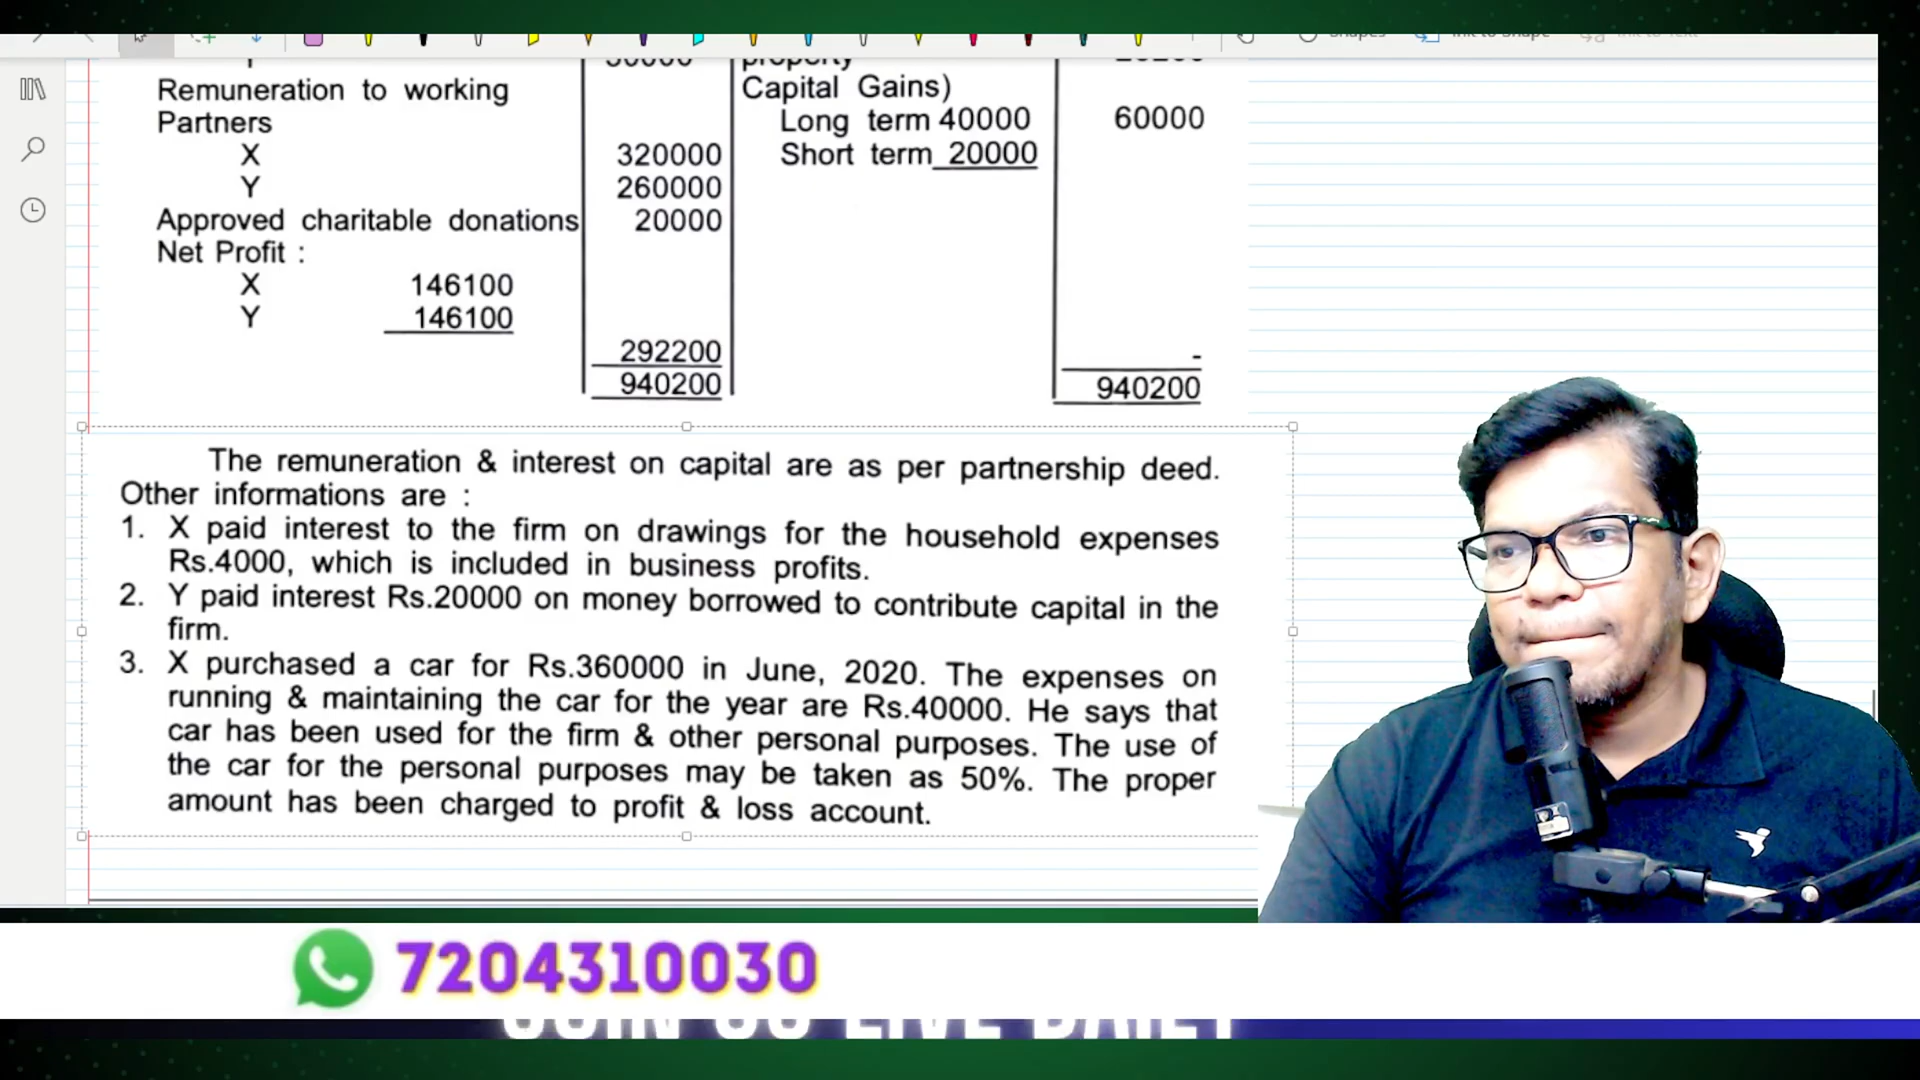 property
Remuneration to working Capital Gains)
Partners Long term 40000 60000
X 320000 Short term 20000
Y 260000
Approved charitable donations 20000
Net Profit :
X 146100
Y 146100
292200 -
940200 940200
The remuneration & interest on capital are as per partnership deed.
Other informations are :
1. X paid interest to the firm on drawings for the household expenses
Rs.4000, which is included in business profits.
2. Y paid interest Rs.20000 on money borrowed to contribute capital in the
firm.
3. X purchased a car for Rs.360000 in June, 2020. The expenses on
running & maintaining the car for the year are Rs.40000. He says that
car has been used for the firm & other personal purposes. The use of
the car for the personal purposes may be taken as 50%. The proper
amount has been charged to profit & loss account.
7204310030
JOIN US LIVE DAILY